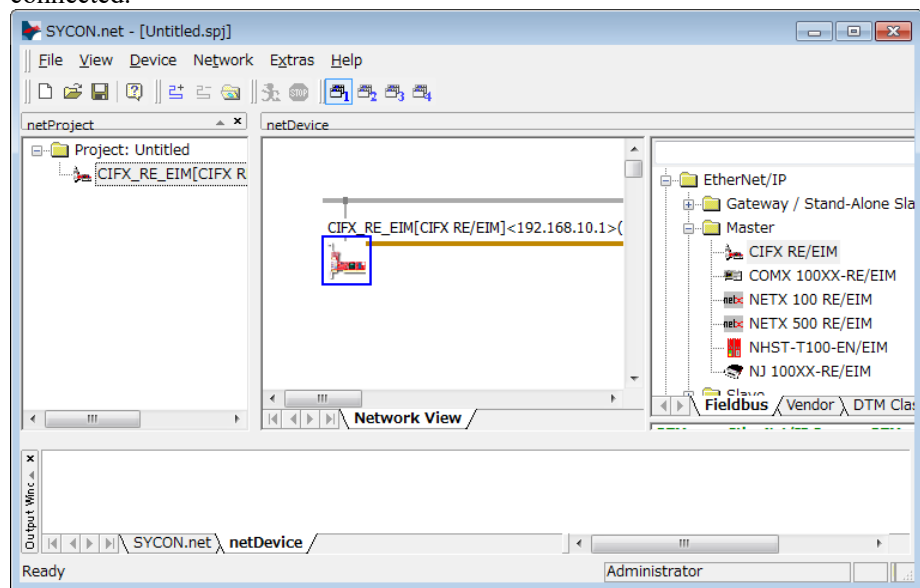 connected.
SYCON.net - [Untitled.spj]
File View Device Network Extras Help
netProject
netDevice
Project: Untitled
CIFX_RE_EIM[CIFX R
CIFX_RE_EIM[CIFX RE/EIM]<192.168.10.1>(
EtherNet/IP
Gateway / Stand-Alone Sla
Master
CIFX RE/EIM
COMX 100XX-RE/EIM
NETX 100 RE/EIM
NETX 500 RE/EIM
NHST-T100-EN/EIM
NJ 100XX-RE/EIM
Network View
Fieldbus Vendor DTM Clas
Output Winc
SYCON.net netDevice
Ready
Administrator